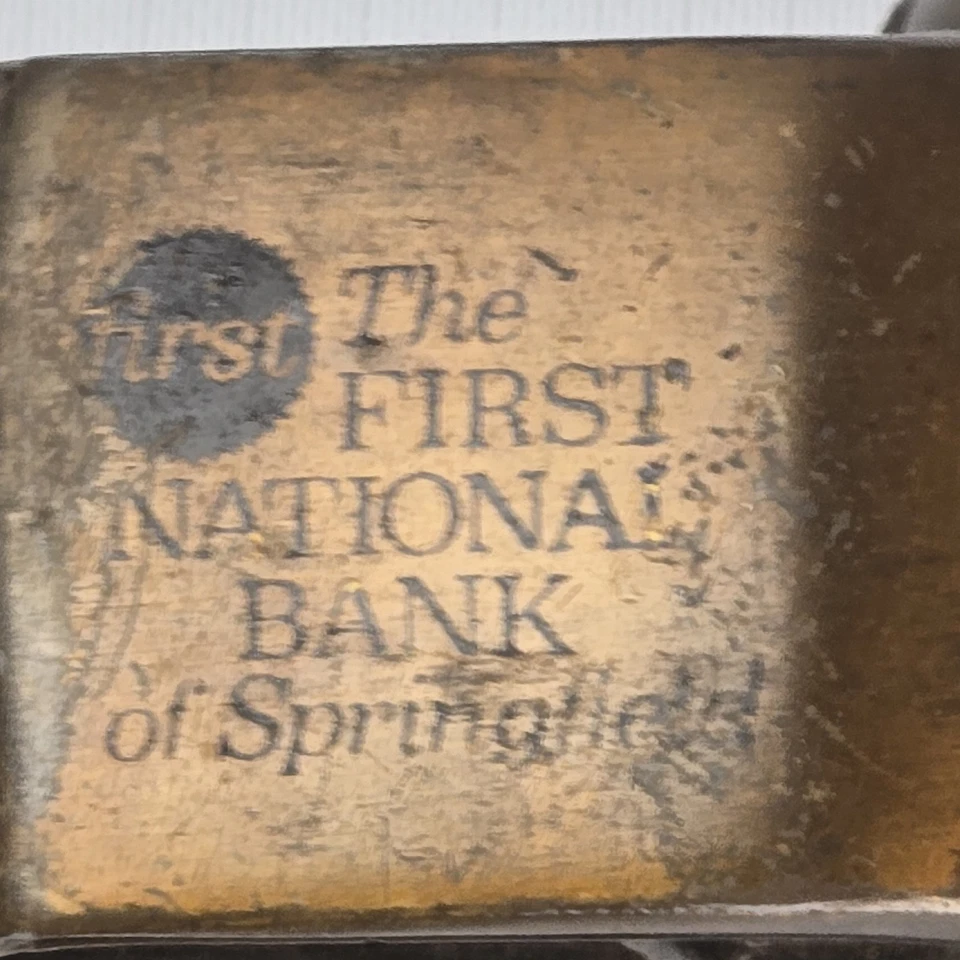 first
The
FIRST
NATIONAL
BANK
of Springfield